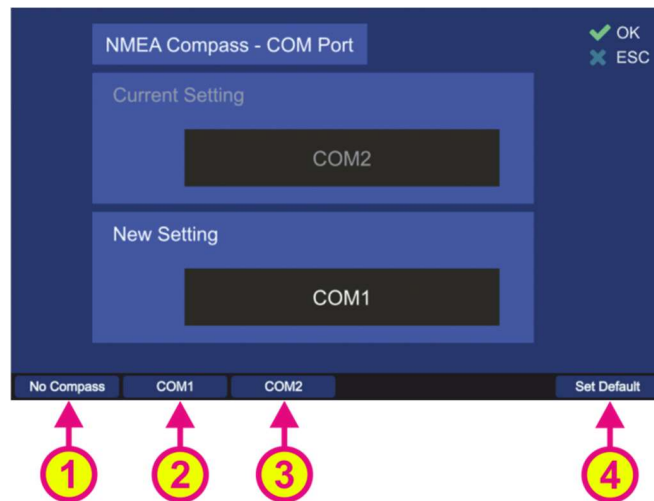 NMEA Compass - COM Port
OK
ESC
Current Setting
COM2
New Setting
COM1
No Compass COM1 COM2 Set Default
1 2 3 4